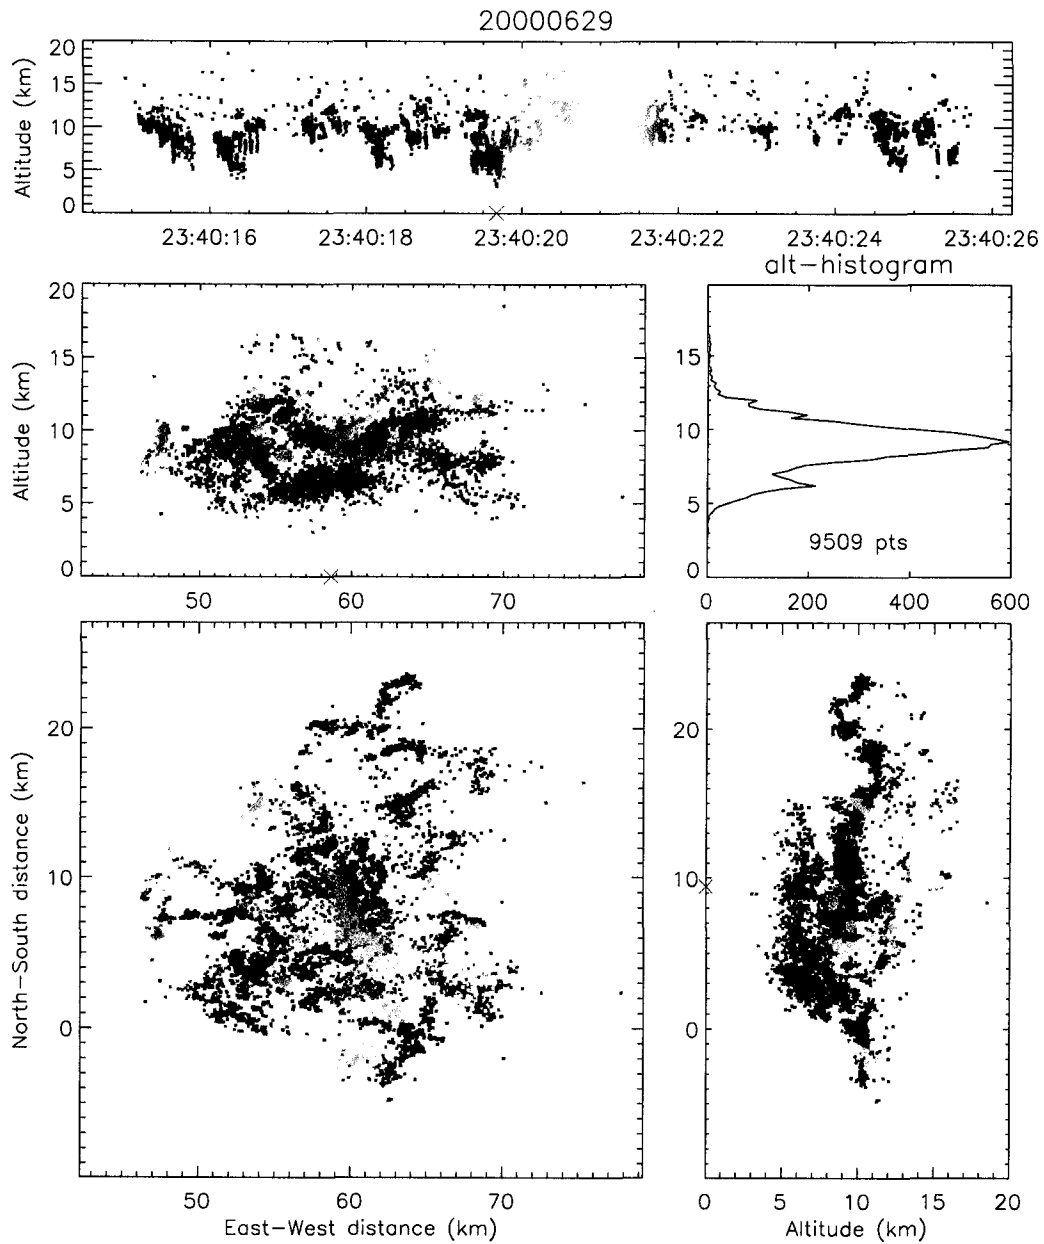 20000629
Altitude (km)
20
15
10
5
0
23:40:16 23:40:18 23:40:20 23:40:22 23:40:24 23:40:26
alt-histogram
Altitude (km)
20
15
10
5
0
50 60 70
15
10
5
0
9509 pts
0 200 400 600
North-South distance (km)
20
10
0
50 60 70
East-West distance (km)
20
10
0
0 5 10 15 20
Altitude (km)